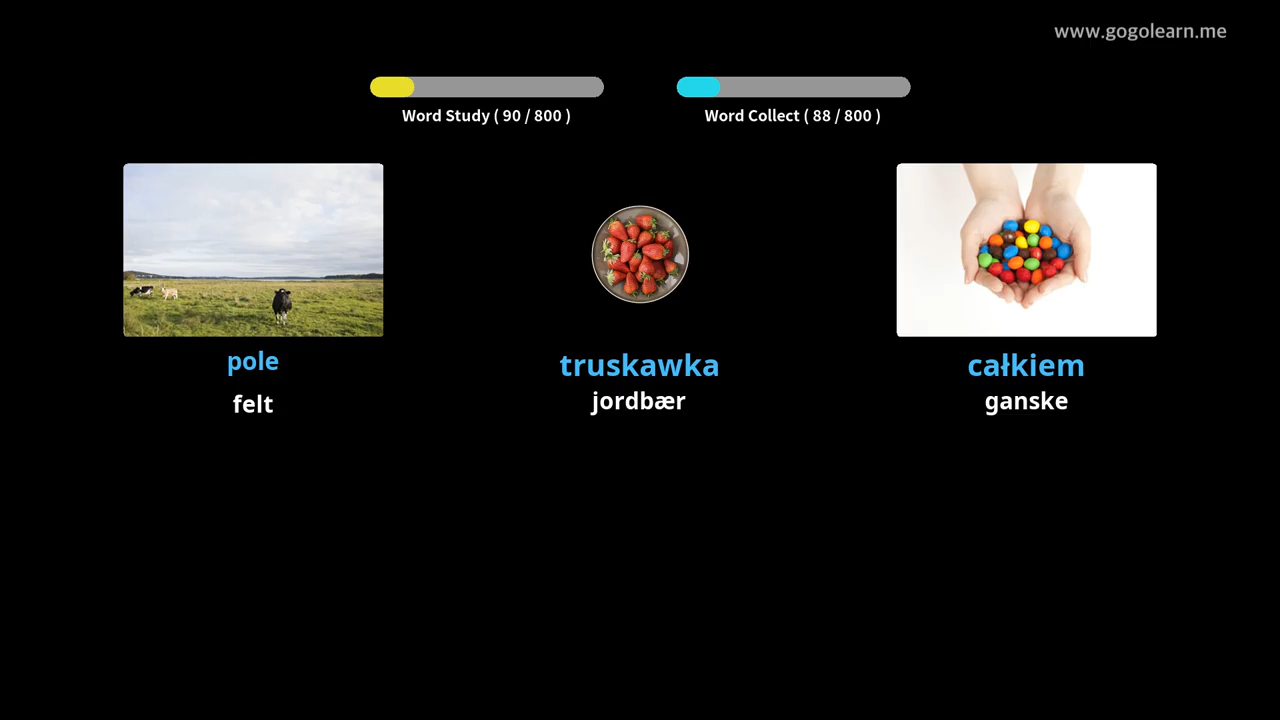 www.gogolearn.me
Word Study ( 90 / 800 )
Word Collect ( 88 / 800 )
pole
felt
truskawka
jordbær
całkiem
ganske